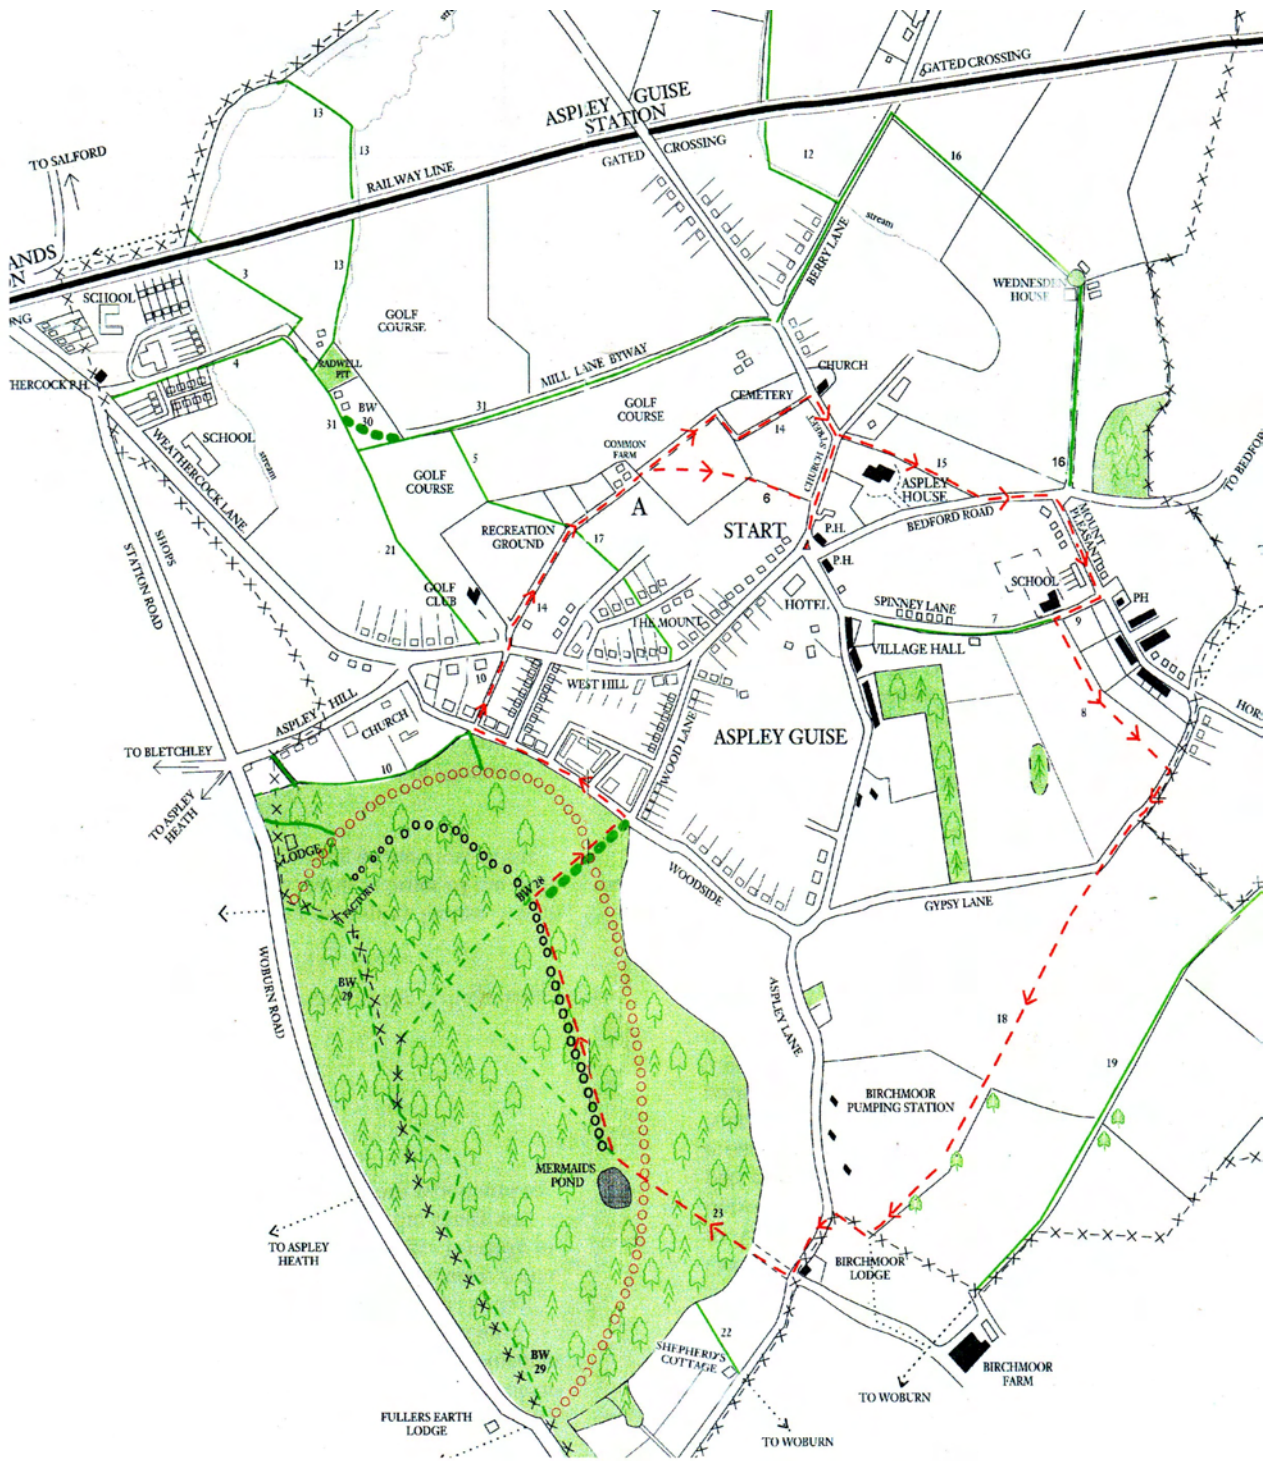 GATED CROSSING
ASPLEY GUISE
STATION
13
TO SALFORD
13
GATED CROSSING
12
16
RAILWAY LINE
stream
BERRY LANE
ANDS
N
3
13
SCHOOL
WEDNESDEN
HOUSE
ONG
GOLF
COURSE
4
RADWELL
PIT
MILL LANE BYWAY
CHURCH
HERCOCK P.H.
BW
30
31
GOLF
COURSE
CEMETERY
31
14
CHURCH STREET
SCHOOL
COMMON
FARM
5
15
16
WEATHERCOCK LANE
stream
GOLF
COURSE
A
6
ASPLEY
HOUSE
TO BEDFOR
START
BEDFORD ROAD
P.H.
MOUNT
PLEASANT
RECREATION
GROUND
17
21
SHOPS
P.H.
STATION ROAD
GOLF
CLUB
14
HOTEL
SCHOOL
SPINNEY LANE
7
9
PH
THE MOUNT
VILLAGE HALL
10
WEST HILL
ASPLEY HILL
CHURCH
8
HORS
WOOD LANE
ASPLEY GUISE
TO BLETCHLEY
10
TO ASPLEY
HEATH
LODGE
WOODSIDE
BW 28
FACTORY
GYPSY LANE
BW
29
WOBURN ROAD
ASPLEY LANE
18
19
BIRCHMOOR
PUMPING STATION
MERMAIDS
POND
23
TO ASPLEY
HEATH
BIRCHMOOR
LODGE
22
SHEPHERD'S
COTTAGE
BW
29
BIRCHMOOR
FARM
TO WOBURN
FULLERS EARTH
LODGE
TO WOBURN